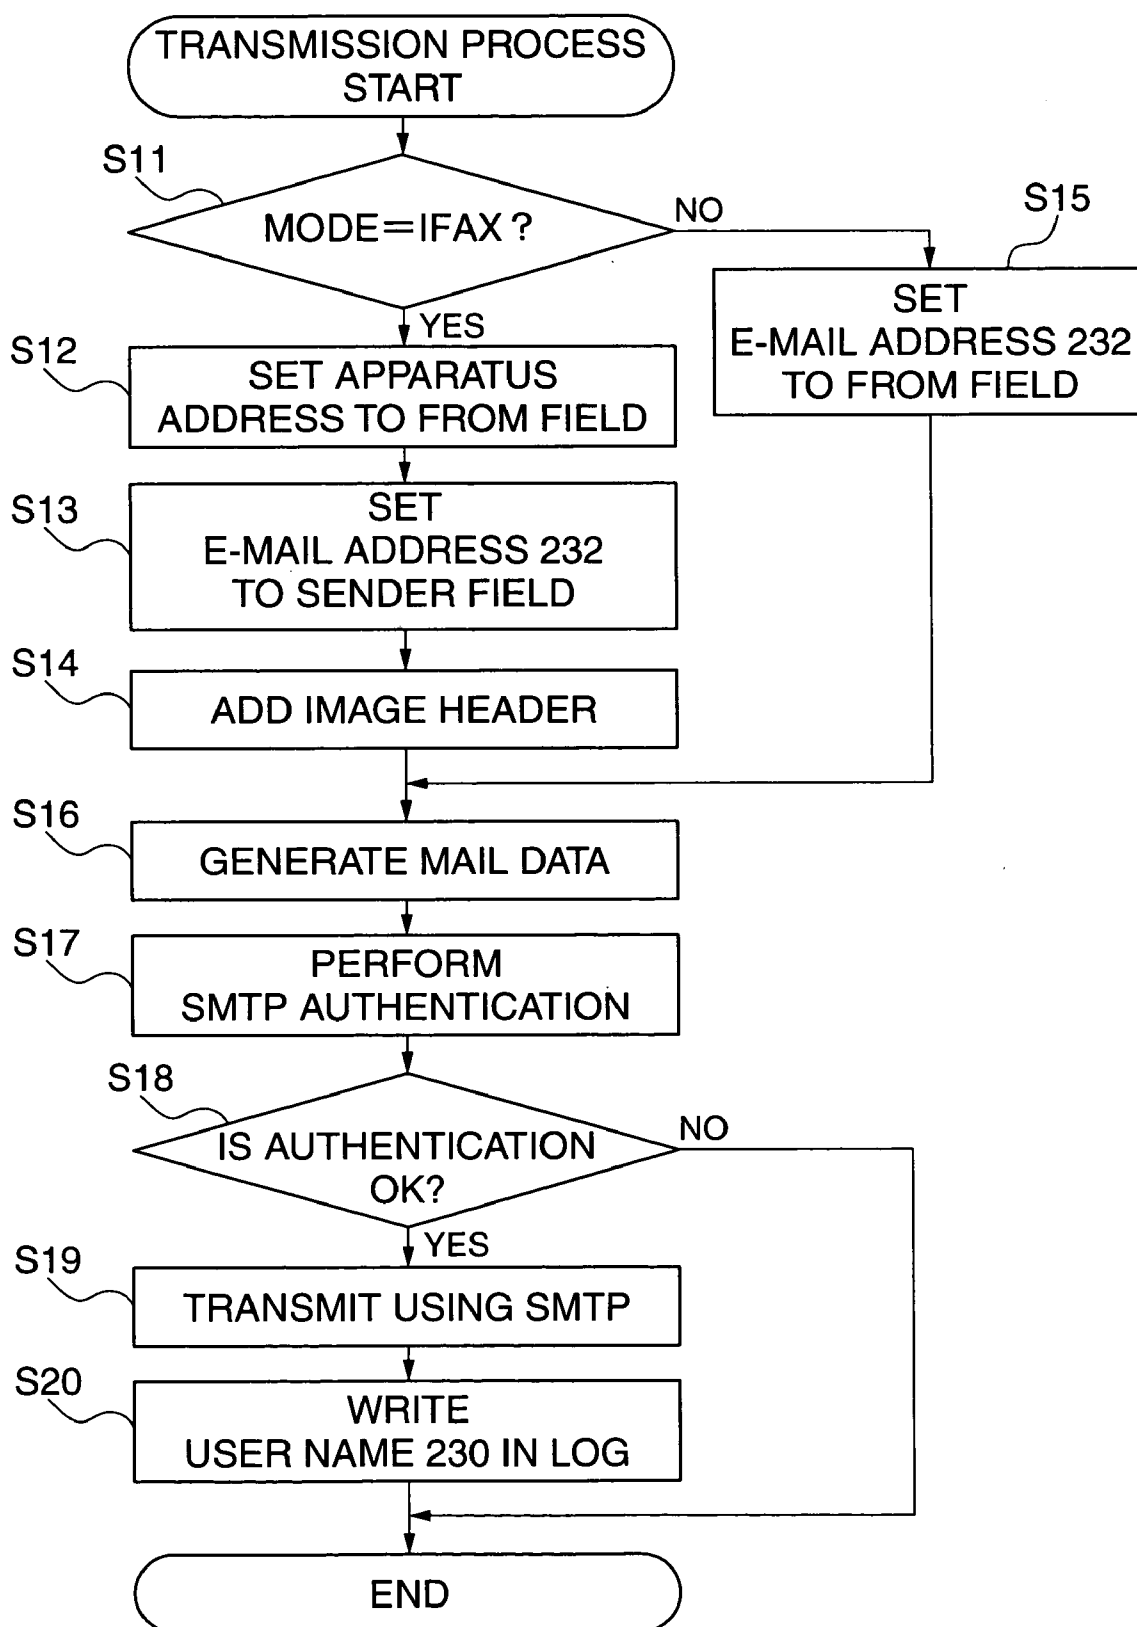 TRANSMISSION PROCESS
START
S11
MODE=IFAX?
NO
S15
SET
E-MAIL ADDRESS 232
TO FROM FIELD
YES
S12
SET APPARATUS
ADDRESS TO FROM FIELD
S13
SET
E-MAIL ADDRESS 232
TO SENDER FIELD
S14
ADD IMAGE HEADER
S16
GENERATE MAIL DATA
S17
PERFORM
SMTP AUTHENTICATION
S18
IS AUTHENTICATION
OK?
NO
YES
S19
TRANSMIT USING SMTP
S20
WRITE
USER NAME 230 IN LOG
END